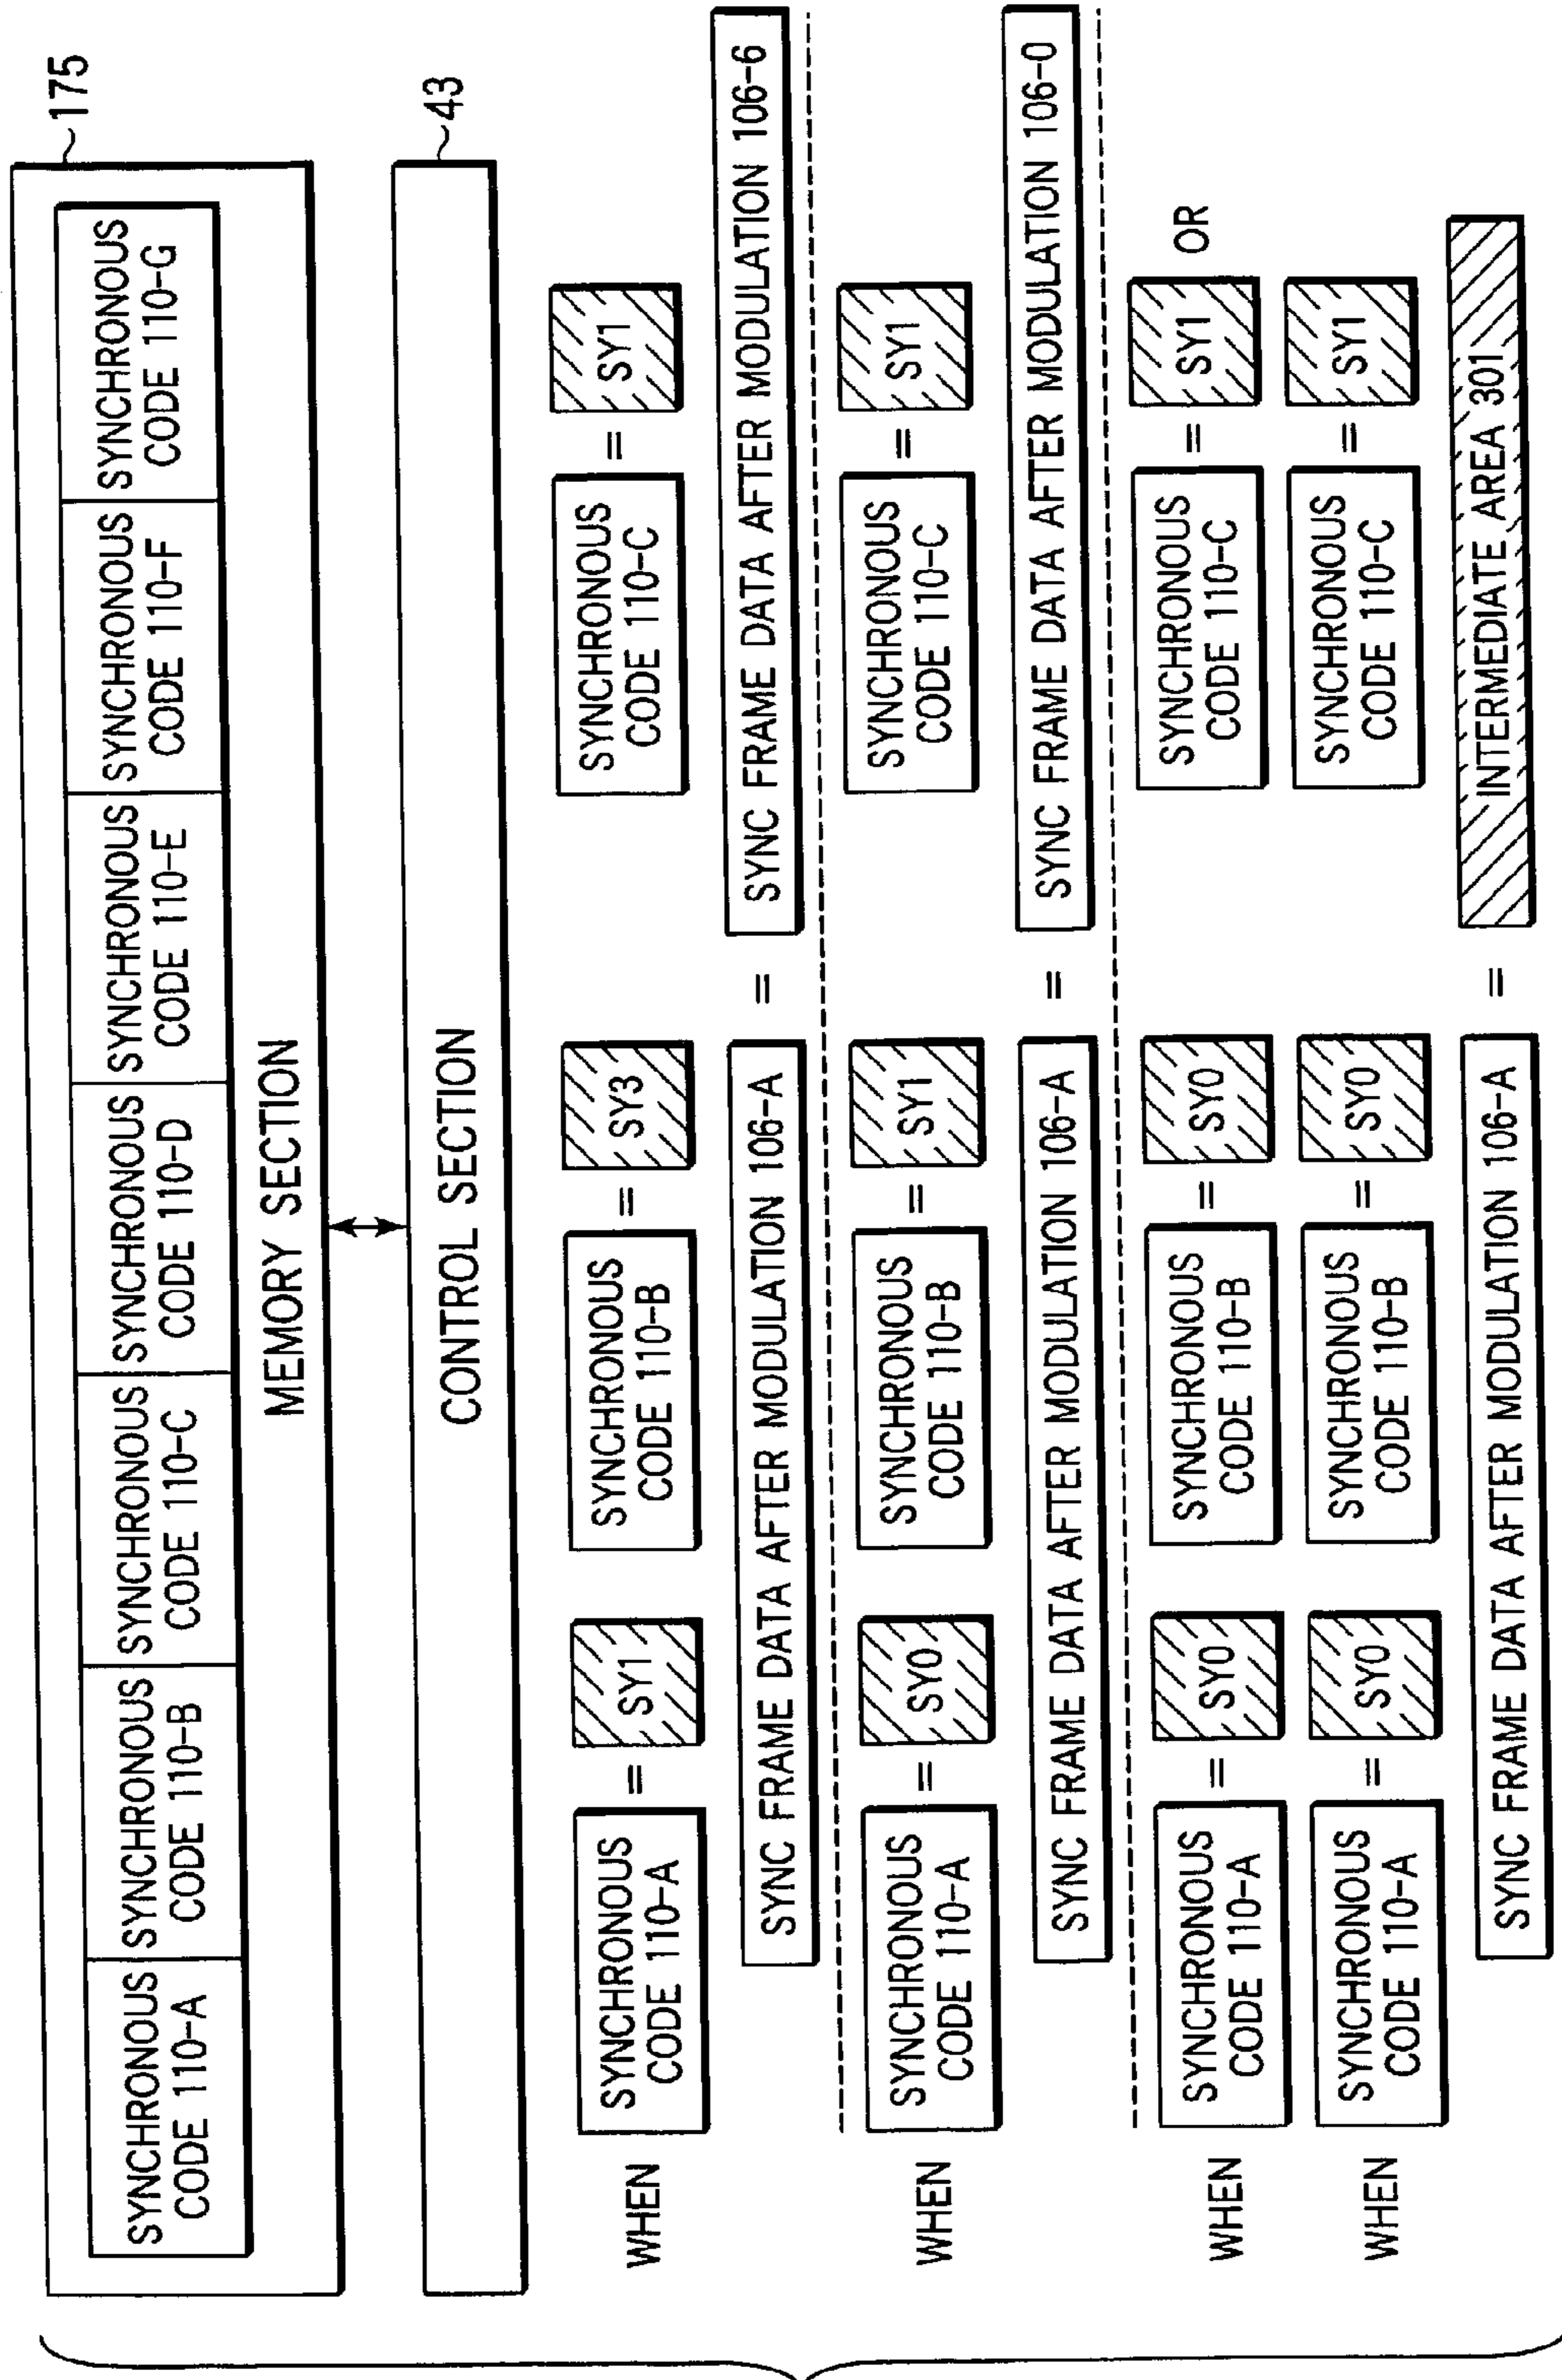 175
SYNCHRONOUS CODE 110-A
SYNCHRONOUS CODE 110-B
SYNCHRONOUS CODE 110-C
SYNCHRONOUS CODE 110-D
SYNCHRONOUS CODE 110-E
SYNCHRONOUS CODE 110-F
SYNCHRONOUS CODE 110-G
MEMORY SECTION
43
CONTROL SECTION
WHEN
SYNCHRONOUS CODE 110-A
=
SY1
SYNCHRONOUS CODE 110-B
=
SY3
SYNCHRONOUS CODE 110-C
=
SY1
SYNC FRAME DATA AFTER MODULATION 106-A
=
SYNC FRAME DATA AFTER MODULATION 106-6
WHEN
SYNCHRONOUS CODE 110-A
=
SY0
SYNCHRONOUS CODE 110-B
=
SY1
SYNCHRONOUS CODE 110-C
=
SY1
SYNC FRAME DATA AFTER MODULATION 106-A
=
SYNC FRAME DATA AFTER MODULATION 106-0
WHEN
SYNCHRONOUS CODE 110-A
=
SY0
SYNCHRONOUS CODE 110-B
=
SY0
SYNCHRONOUS CODE 110-C
=
SY1
OR
WHEN
SYNCHRONOUS CODE 110-A
=
SY0
SYNCHRONOUS CODE 110-B
=
SY0
SYNCHRONOUS CODE 110-C
=
SY1
SYNC FRAME DATA AFTER MODULATION 106-A
=
INTERMEDIATE AREA 301